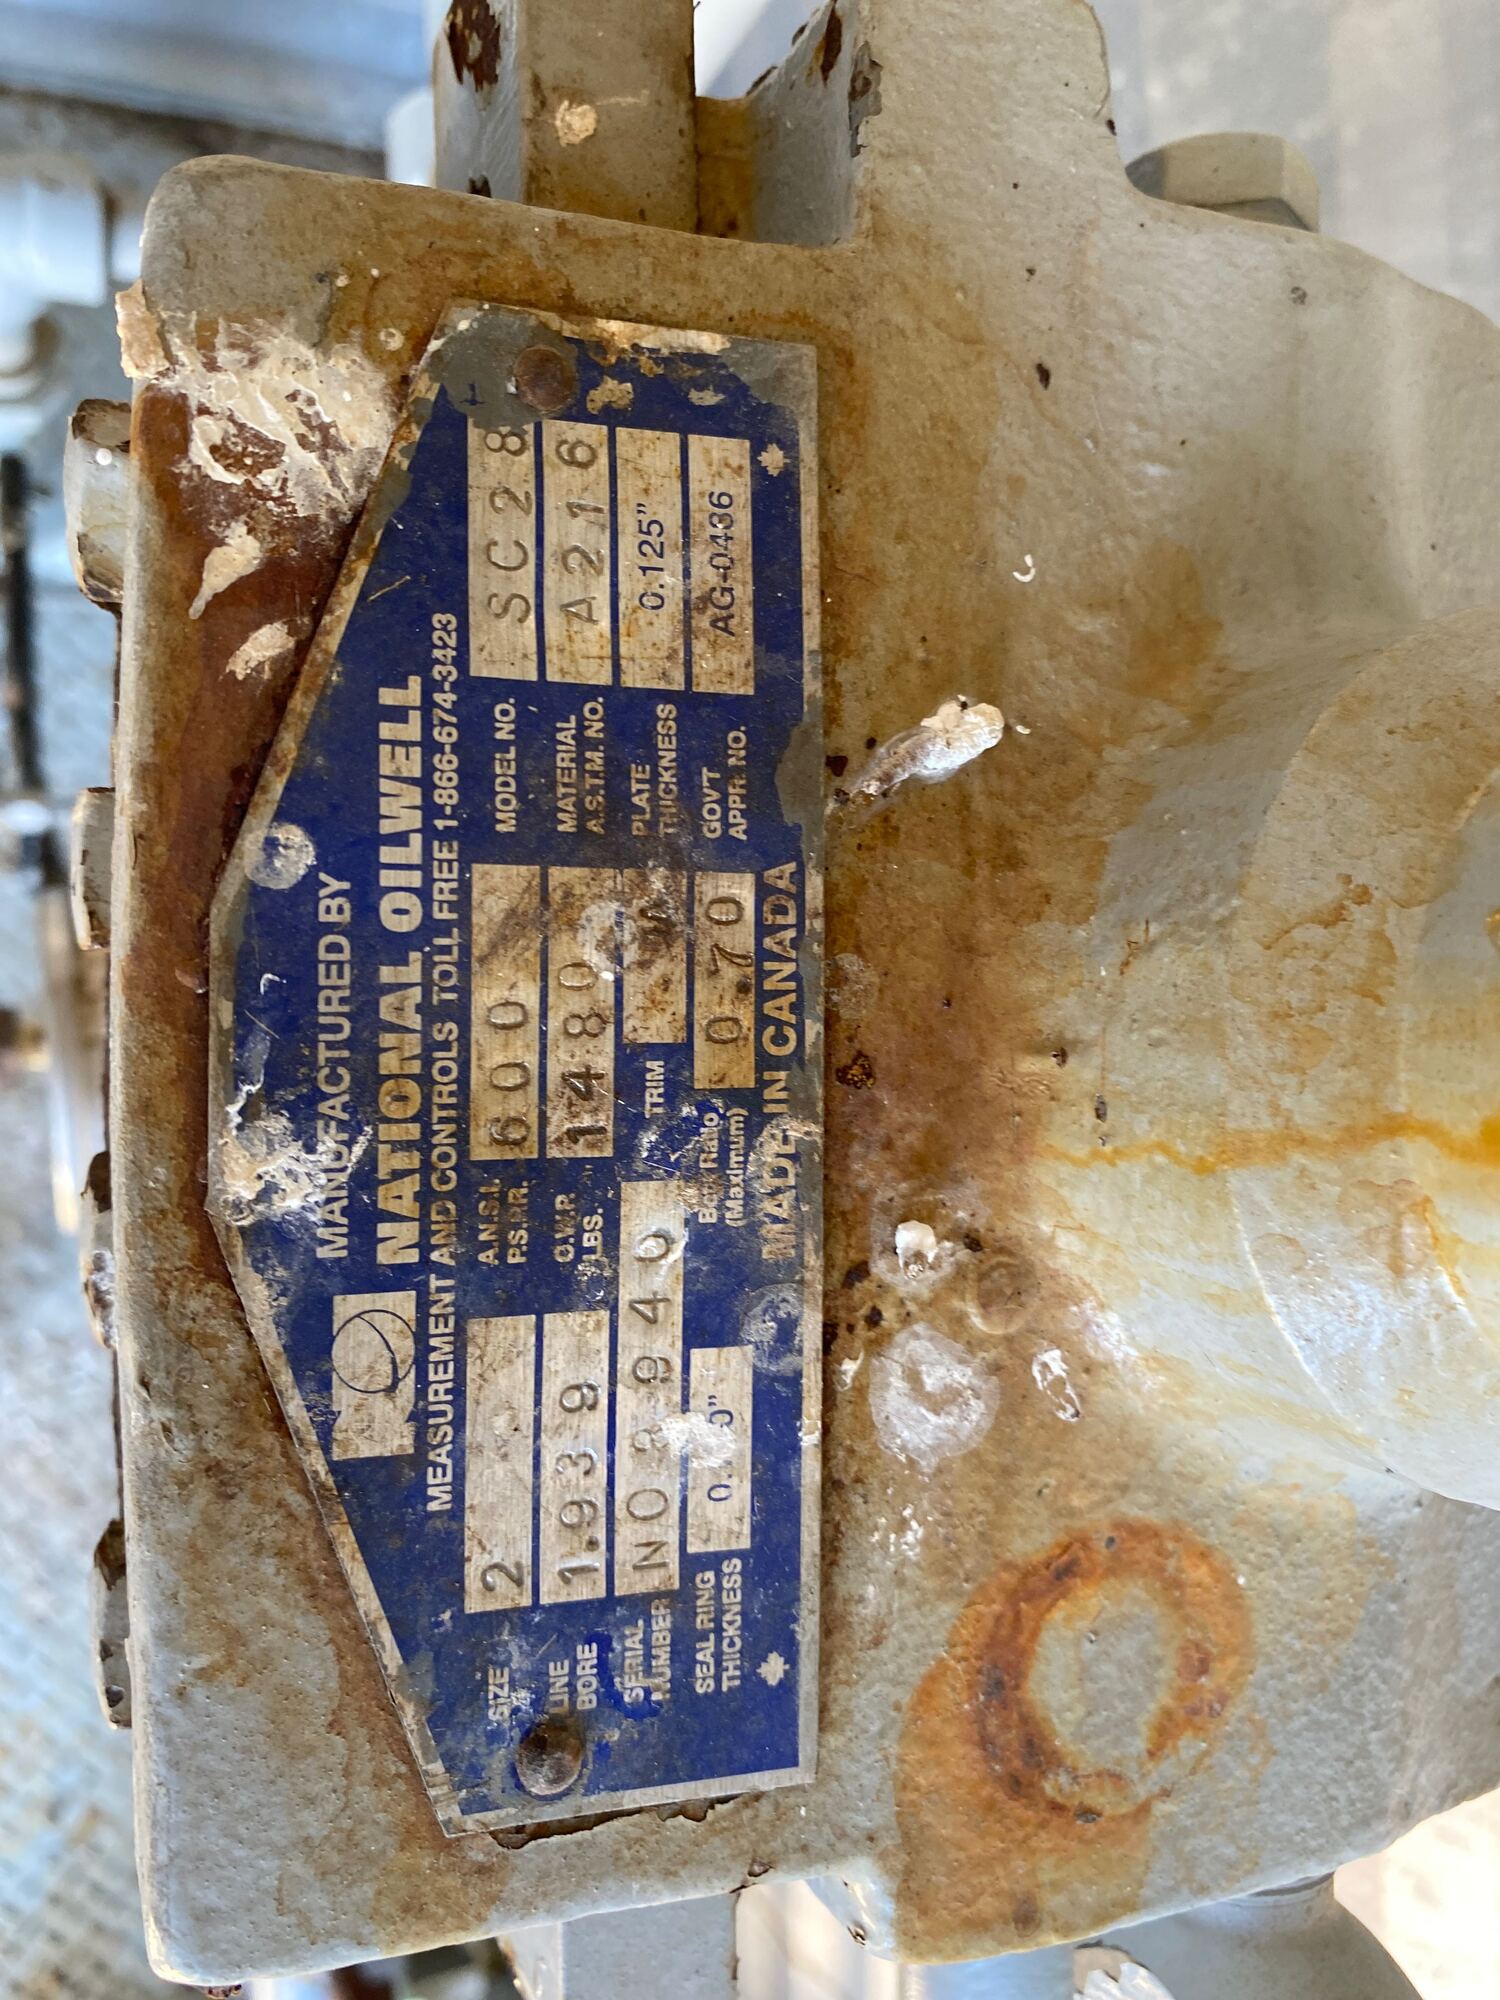 MANUFACTURED BY
NATIONAL OILWELL
MEASUREMENT AND CONTROLS TOLL FREE 1-866-674-3423
SIZE 2 A.N.S.I. P.S.I./R. 600 MODEL NO. SC28
LINE BORE 1.939 C.W.P. LBS. 1480 MATERIAL A.S.T.M. NO. A216
SERIAL NUMBER TRIM PLATE THICKNESS 0.125"
SEAL RING THICKNESS Beta Ratio (Maximum) 0.70 GOVT APPR. NO. AG-0436
MADE IN CANADA